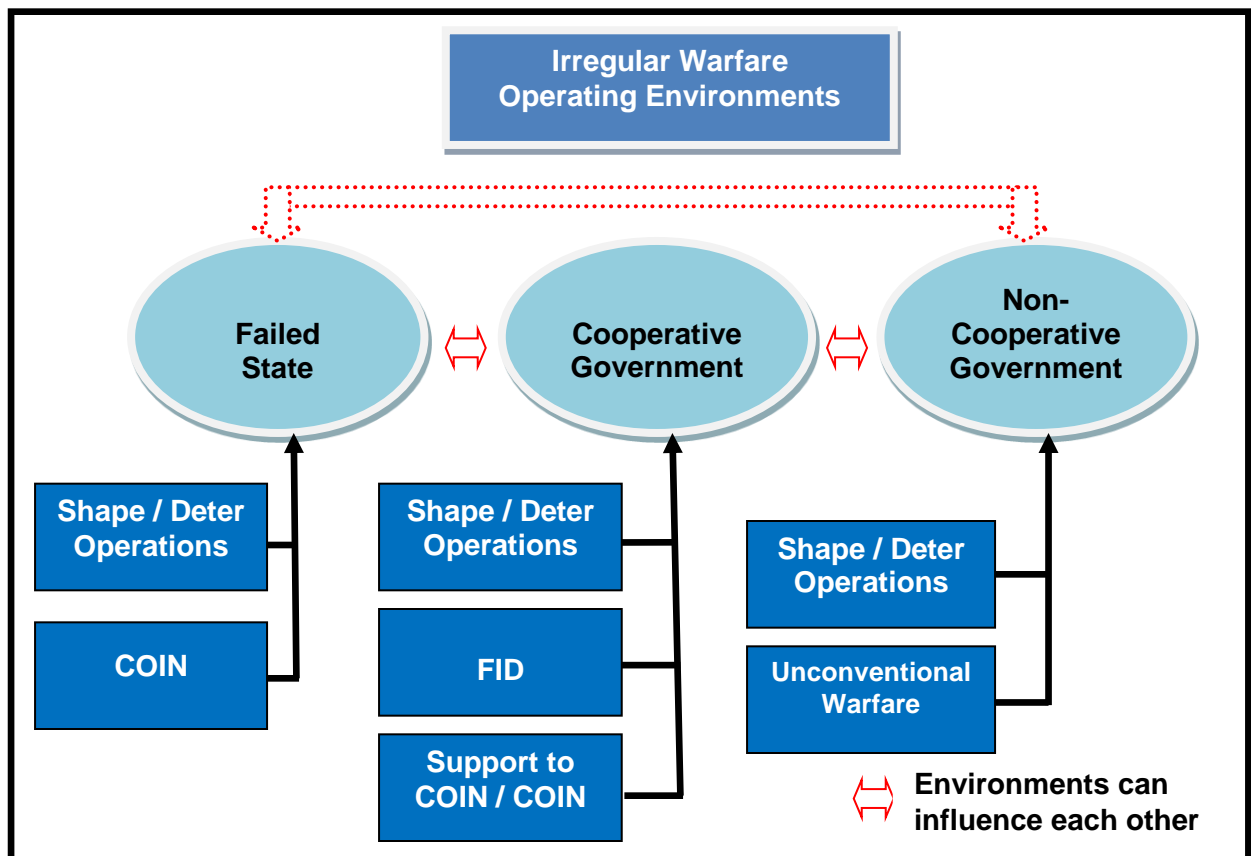 Irregular Warfare
Operating Environments
Failed
State
Cooperative
Government
Non-
Cooperative
Government
Shape / Deter
Operations
COIN
Shape / Deter
Operations
FID
Support to
COIN / COIN
Shape / Deter
Operations
Unconventional
Warfare
Environments can
influence each other